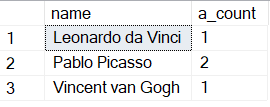 name a_count
1 Leonardo da Vinci 1
2 Pablo Picasso 2
3 Vincent van Gogh 1